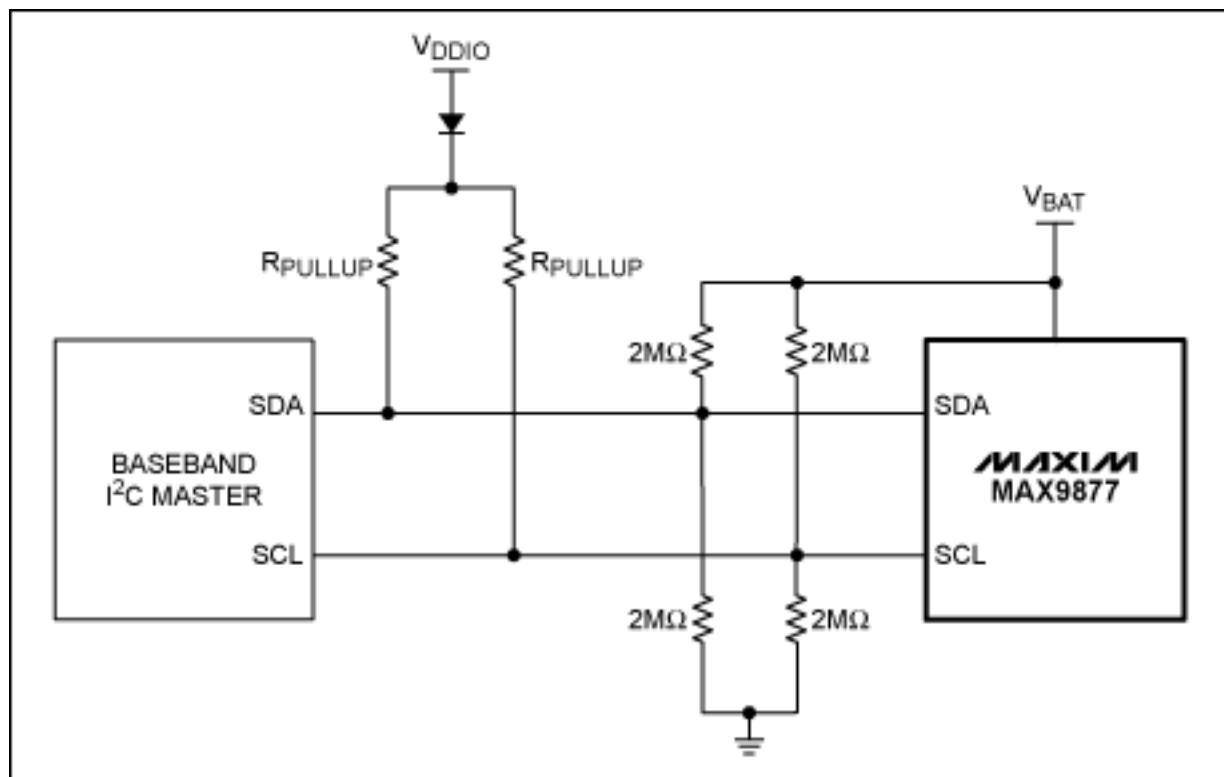 VDDIO
VBAT
RPULLUP
RPULLUP
2MΩ
2MΩ
SDA
SDA
BASEBAND
I²C MASTER
MAXIM
MAX9877
SCL
SCL
2MΩ
2MΩ